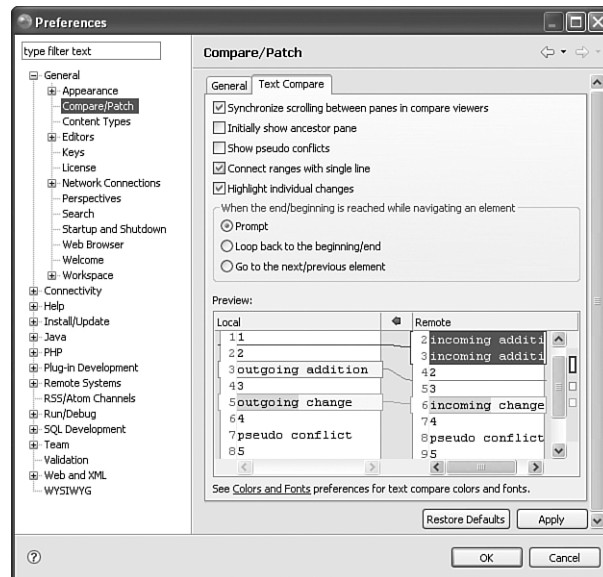 Preferences
type filter text
General
Appearance
Compare/Patch
Content Types
Editors
Keys
License
Network Connections
Perspectives
Search
Startup and Shutdown
Web Browser
Welcome
Workspace
Connectivity
Help
Install/Update
Java
PHP
Plug-in Development
Remote Systems
RSS/Atom Channels
Run/Debug
SQL Development
Team
Validation
Web and XML
WYSIWYG
Compare/Patch
General Text Compare
Synchronize scrolling between panes in compare viewers
Initially show ancestor pane
Show pseudo conflicts
Connect ranges with single line
Highlight individual changes
When the end/beginning is reached while navigating an element
Prompt
Loop back to the beginning/end
Go to the next/previous element
Preview:
Local
1 1
2 2
3 outgoing addition
4 3
5 outgoing change
6 4
7 pseudo conflict
8 5
Remote
2 incoming additi
3 incoming additi
4 2
5 3
6 incoming change
7 4
8 pseudo conflict
9 5
See Colors and Fonts preferences for text compare colors and fonts.
Restore Defaults Apply
OK Cancel